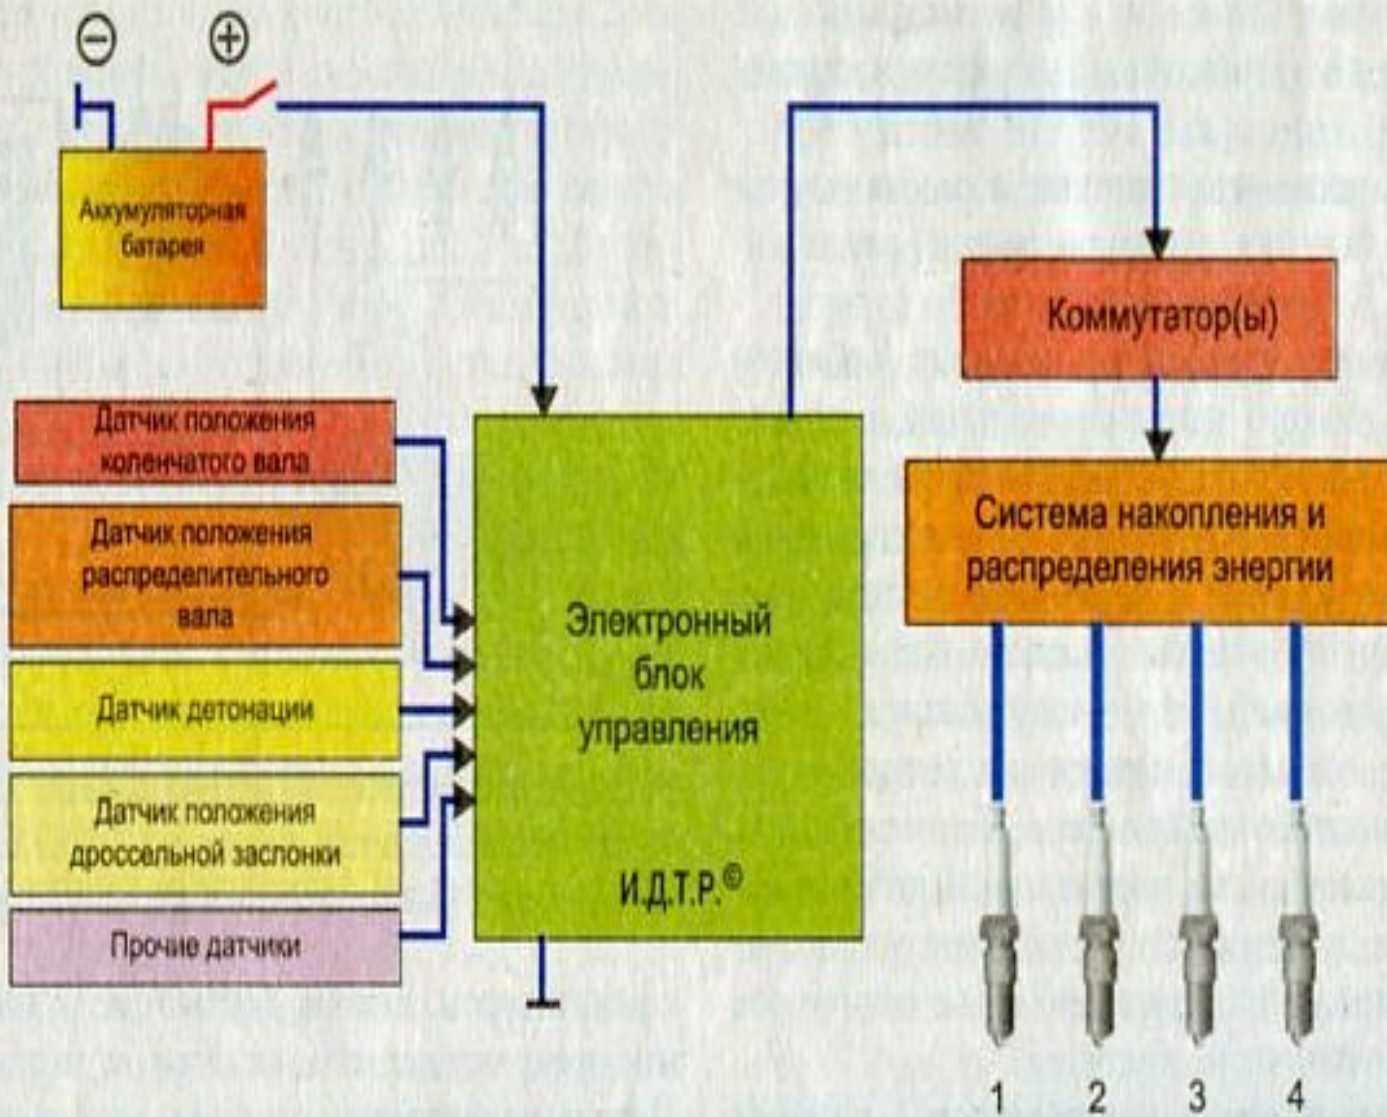 Аккумуляторная
батарея
Датчик положения
коленчатого вала
Датчик положения
распределительного
вала
Датчик детонации
Датчик положения
дроссельной заслонки
Прочие датчики
Электронный
блок
управления
И.Д.Т.Р.©
Коммутатор(ы)
Система накопления и
распределения энергии
1 2 3 4